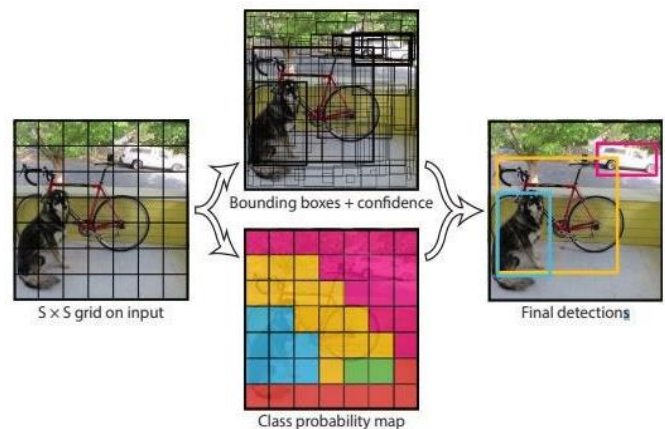 Bounding boxes + confidence
S × S grid on input
Final detections
Class probability map